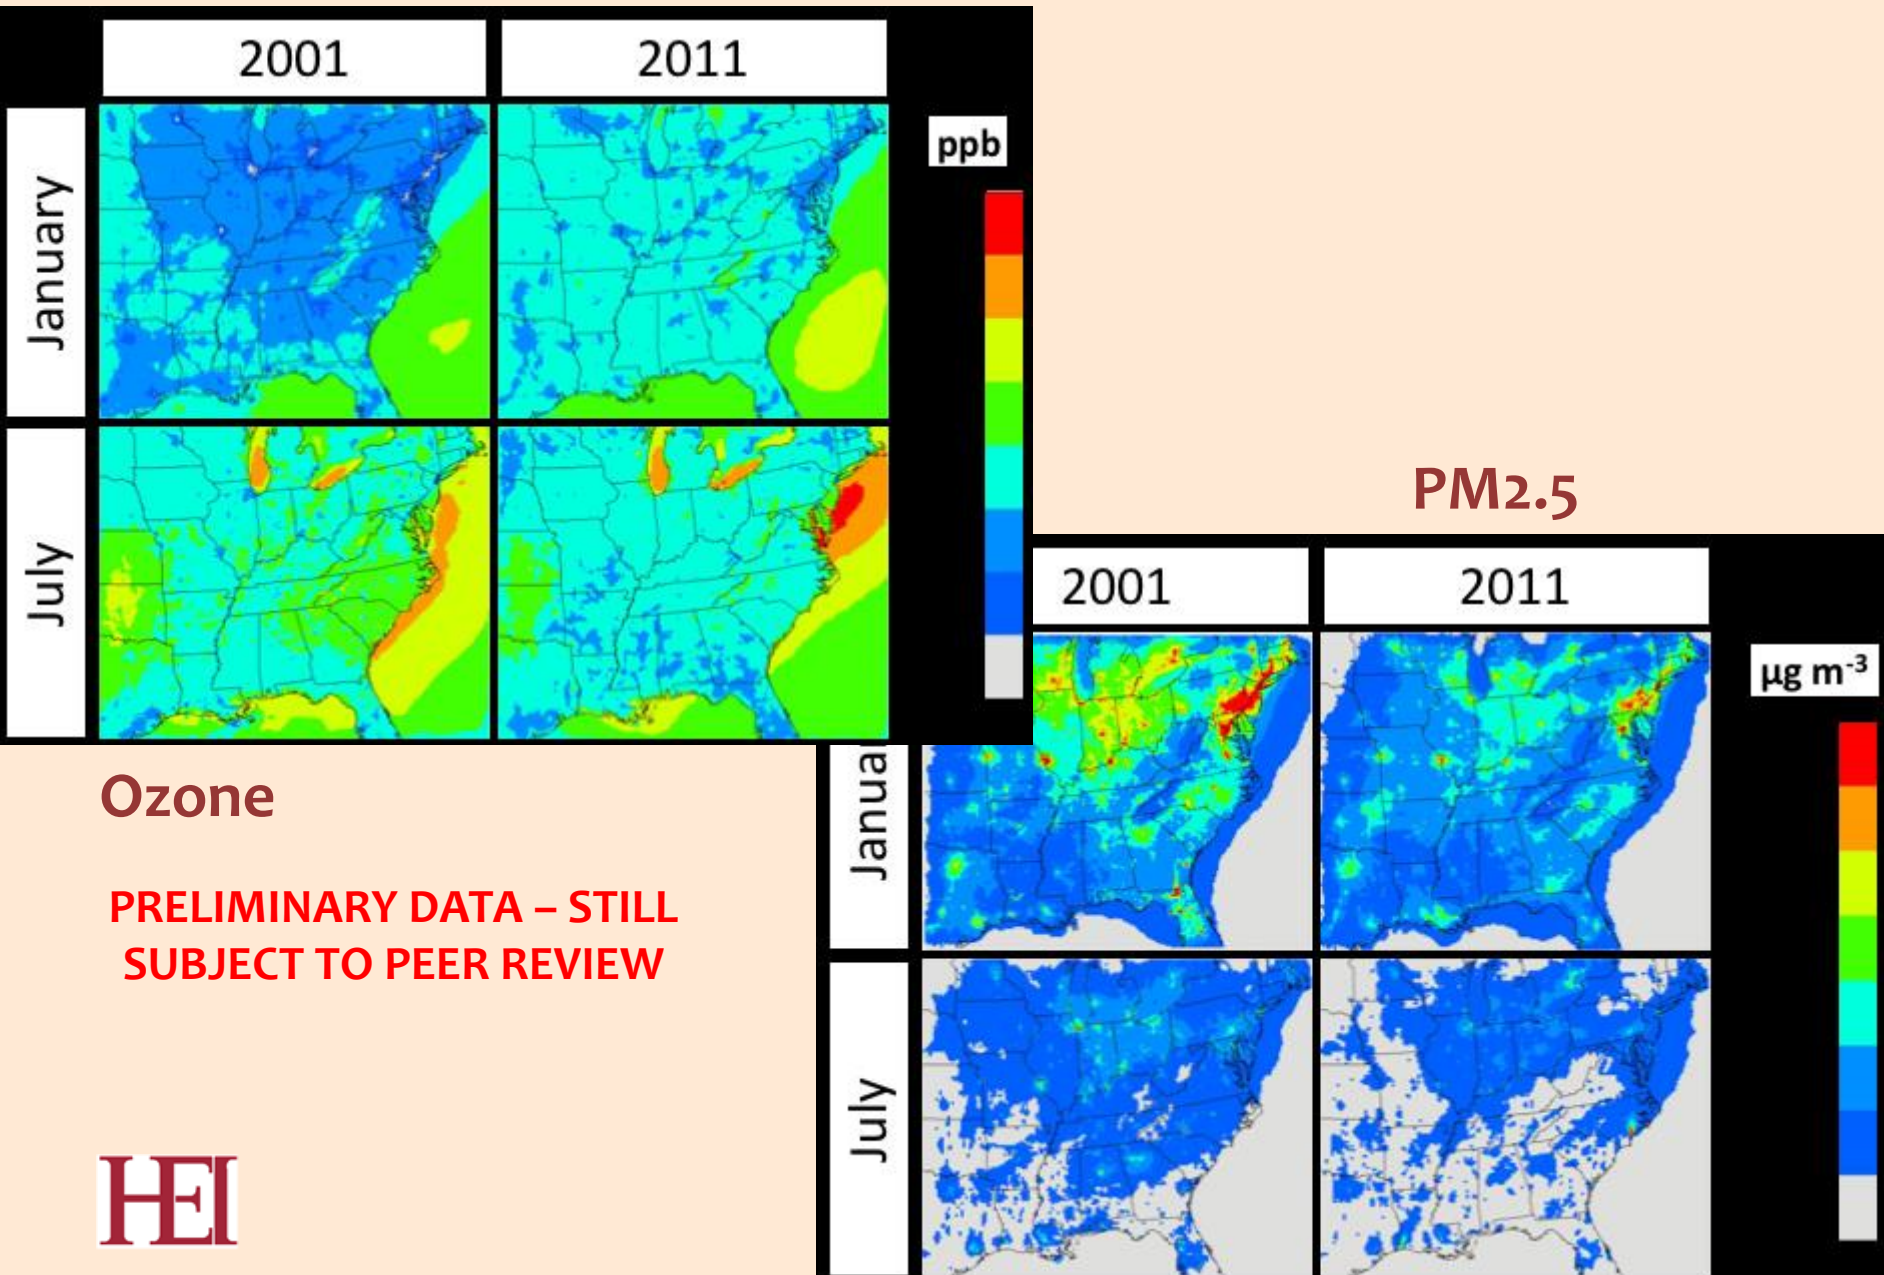 2001
2011
ppb
January
July
PM2.5
2001
2011
µg m-3
Janua
July
Ozone
PRELIMINARY DATA – STILL
SUBJECT TO PEER REVIEW
HEI